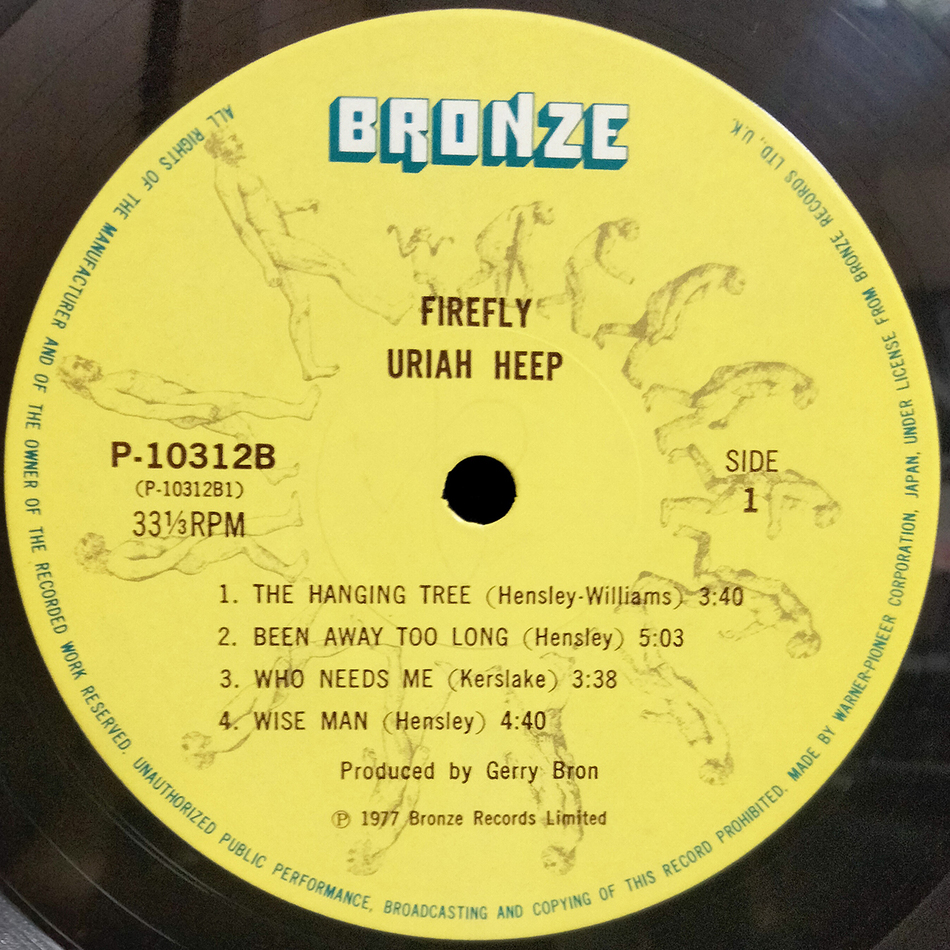 BRONZE
FIREFLY
URIAH HEEP
P-10312B
(P-10312B1)
33⅓RPM
SIDE
1
1. THE HANGING TREE (Hensley-Williams) 3:40
2. BEEN AWAY TOO LONG (Hensley) 5:03
3. WHO NEEDS ME (Kerslake) 3:38
4. WISE MAN (Hensley) 4:40
Produced by Gerry Bron
℗ 1977 Bronze Records Limited
ALL RIGHTS OF THE MANUFACTURER AND OF THE OWNER OF THE RECORDED WORK RESERVED. UNAUTHORIZED PUBLIC PERFORMANCE, BROADCASTING AND COPYING OF THIS RECORD PROHIBITED. MADE BY WARNER-PIONEER CORPORATION, JAPAN, UNDER LICENSE FROM BRONZE RECORDS LTD., U.K.